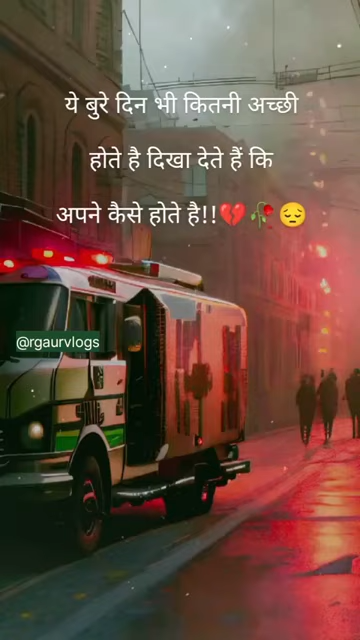 ये बुरे दिन भी कितनी अच्छी
होते है दिखा देते हैं कि
अपने कैसे होते है!!💔🥀😔
@rgaurvlogs